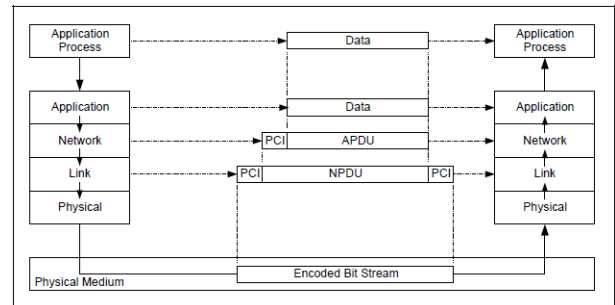 Application
Process
Data
Application
Process
Application
Data
Application
Network
PCI
APDU
Network
Link
PCI
NPDU
PCI
Link
Physical
Physical
Physical Medium
Encoded Bit Stream